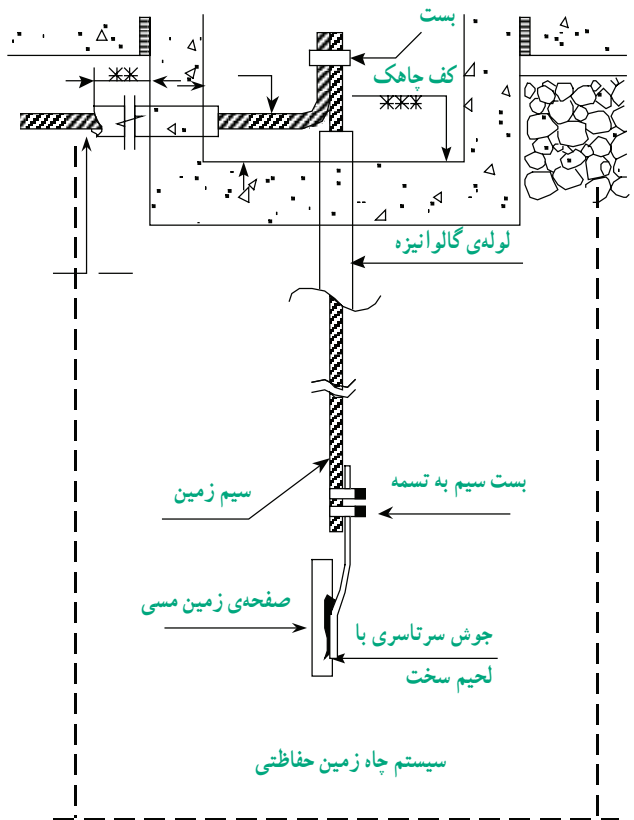 بست
کف چاهک
لوله‌ی گالوانیزه
سیم زمین
بست سیم به تسمه
صفحه‌ی زمین مسی
جوش سرتاسری با
لحیم سخت
سیستم چاه زمین حفاظتی